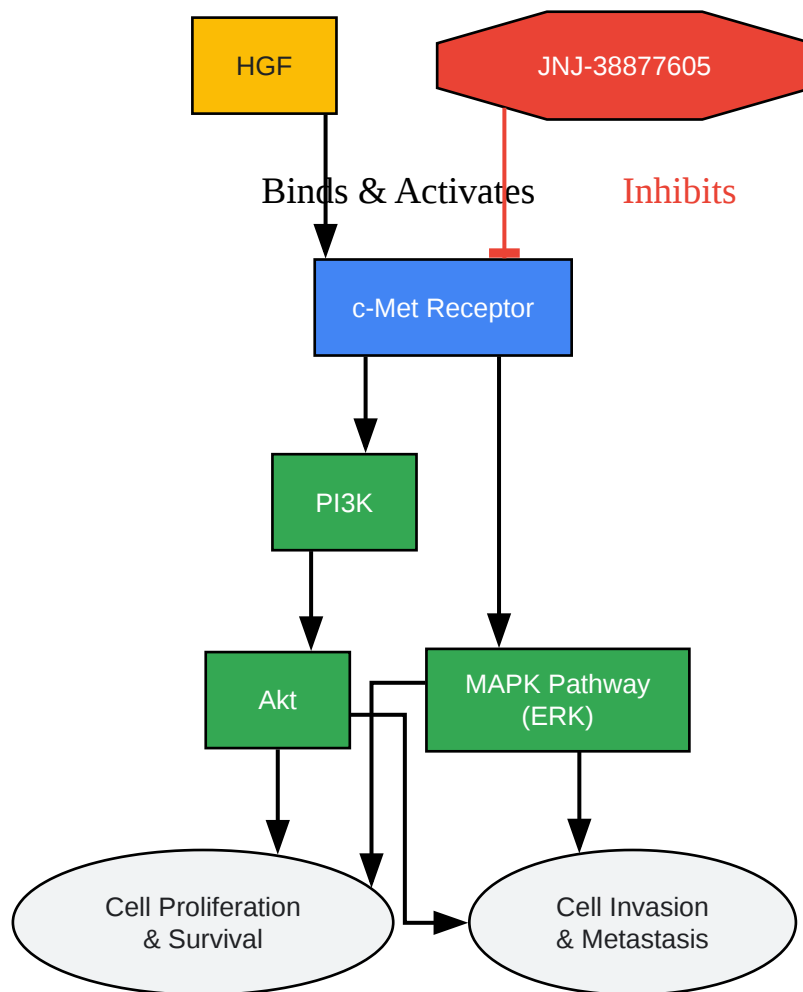 HGF
JNJ-38877605
Binds & Activates
Inhibits
c-Met Receptor
PI3K
Akt
MAPK Pathway
(ERK)
Cell Proliferation
& Survival
Cell Invasion
& Metastasis